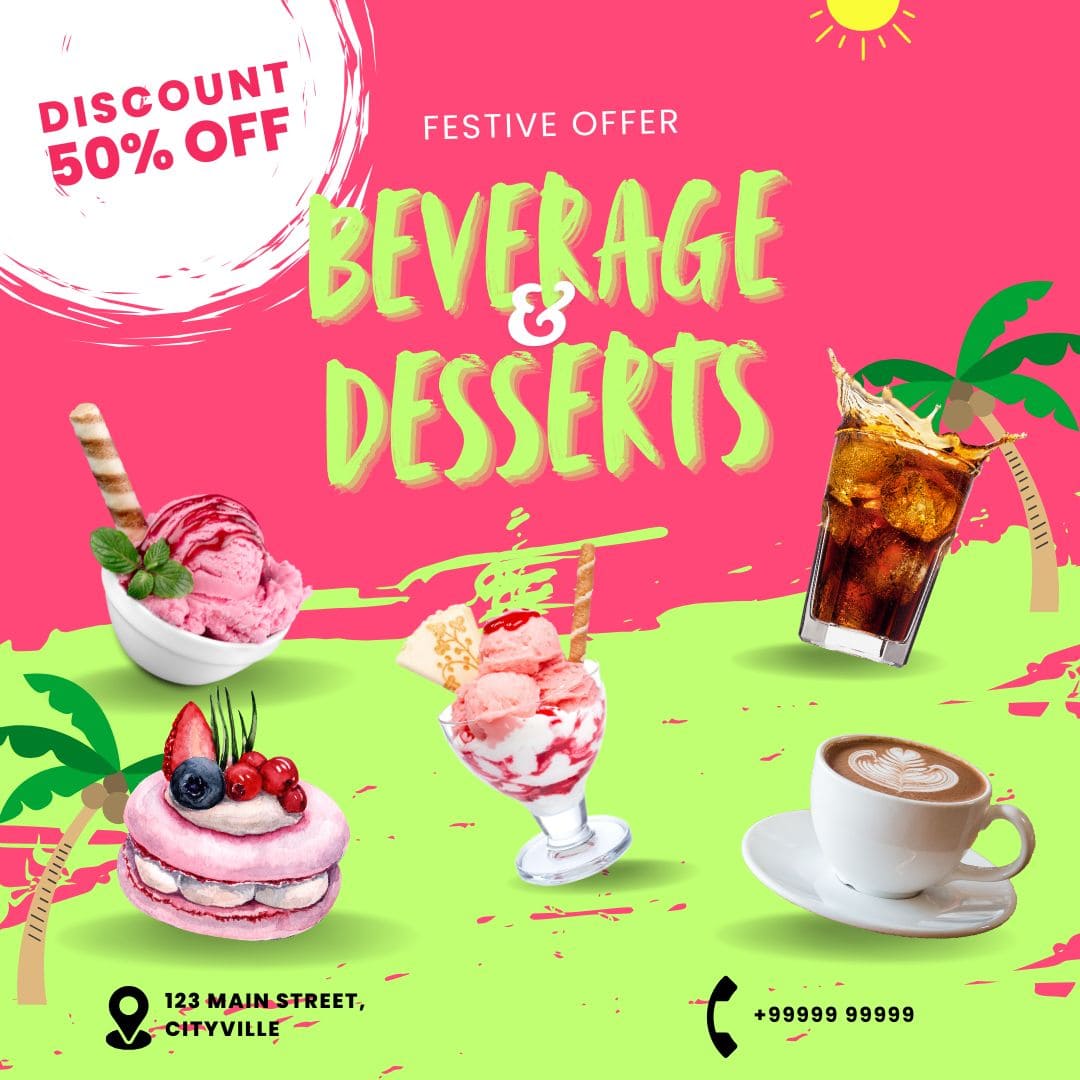 DISCOUNT
50% OFF
FESTIVE OFFER
BEVERAGE
&
DESSERTS
123 MAIN STREET,
CITYVILLE
+99999 99999